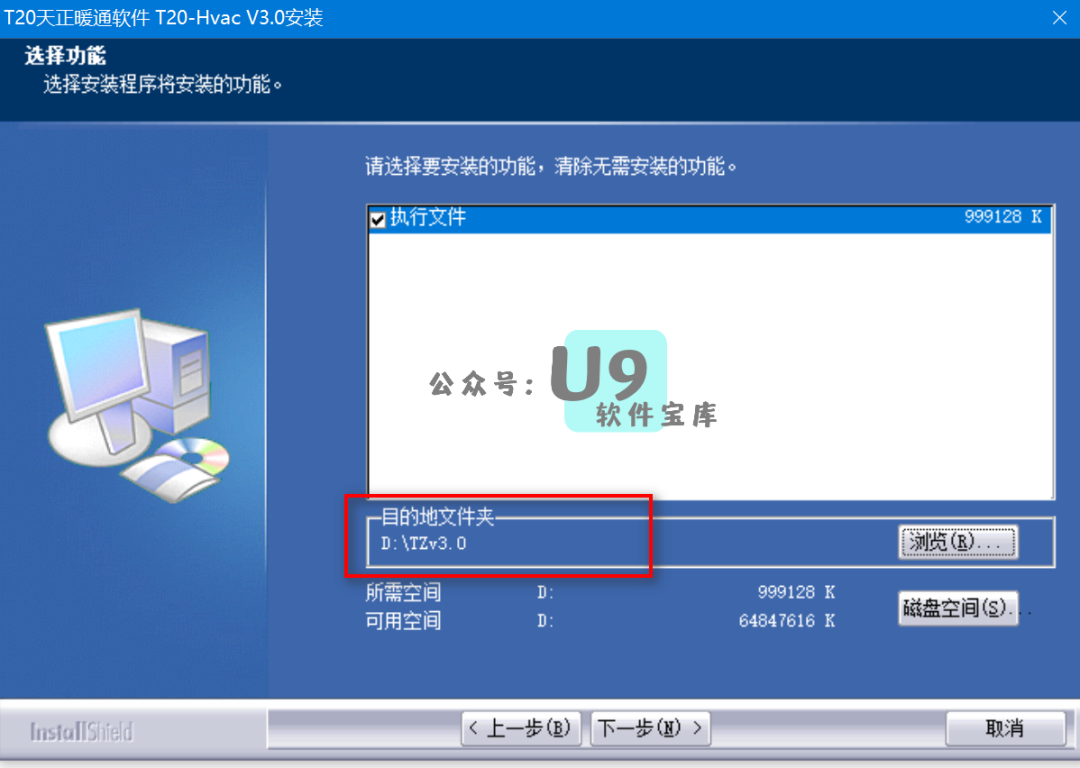 T20天正暖通软件 T20-Hvac V3.0安装
选择功能
选择安装程序将安装的功能。
请选择要安装的功能，清除无需安装的功能。
执行文件 999128 K
公众号：U9
软件宝库
目的地文件夹
D:\TZv3.0
浏览(R)...
所需空间 D: 999128 K
可用空间 D: 64847616 K
磁盘空间(S)...
InstallShield
< 上一步(B) 下一步(N) > 取消